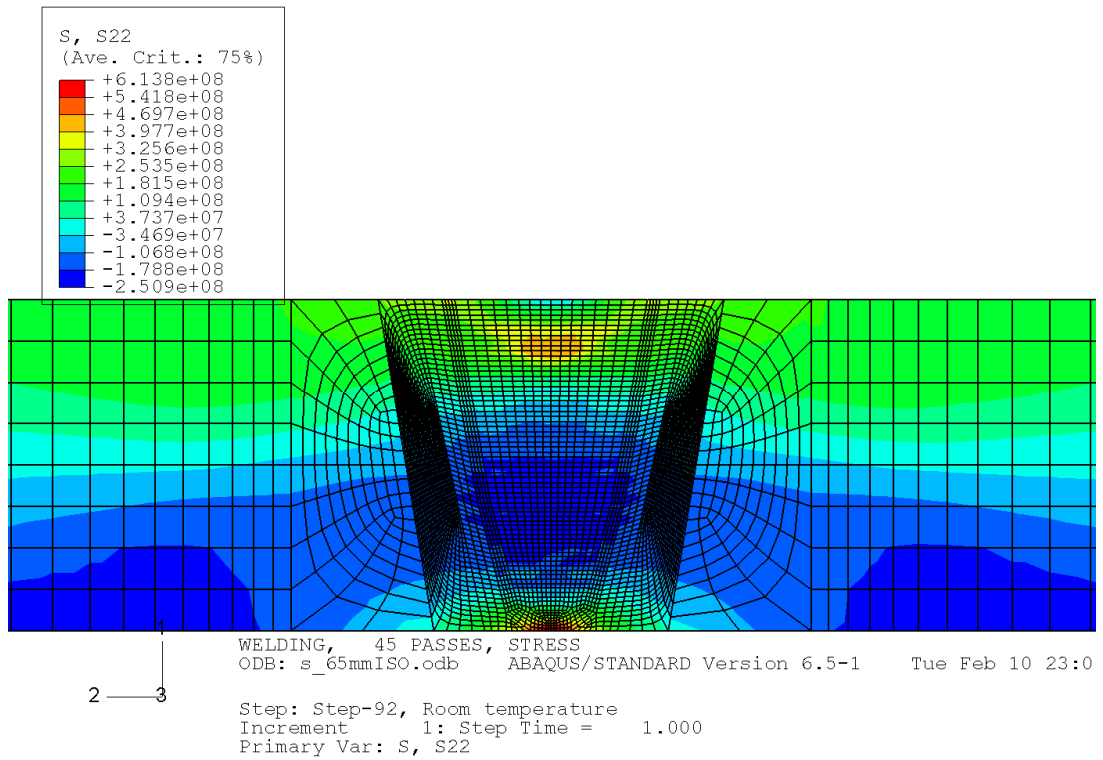 S, S22
(Ave. Crit.: 75%)
+6.138e+08
+5.418e+08
+4.697e+08
+3.977e+08
+3.256e+08
+2.535e+08
+1.815e+08
+1.094e+08
+3.737e+07
-3.469e+07
-1.068e+08
-1.788e+08
-2.509e+08
1
2
3
WELDING, 45 PASSES, STRESS
ODB: s_65mmISO.odb ABAQUS/STANDARD Version 6.5-1 Tue Feb 10 23:0
Step: Step-92, Room temperature
Increment 1: Step Time = 1.000
Primary Var: S, S22